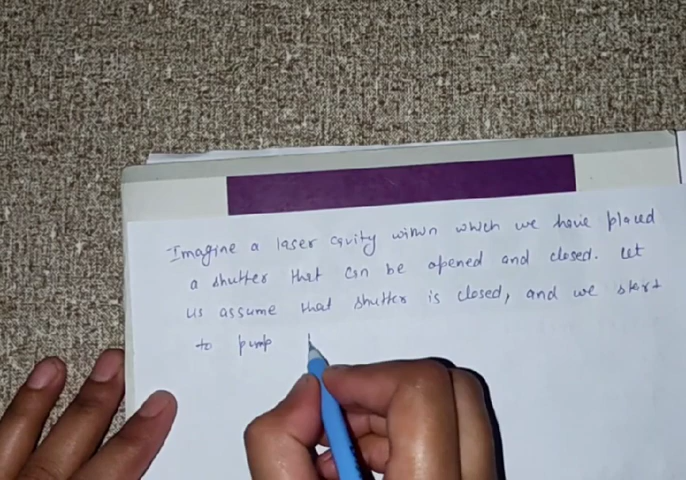 Imagine a laser cavity within which we have placed
a shutter that can be opened and closed. Let
us assume that shutter is closed, and we start
to pump